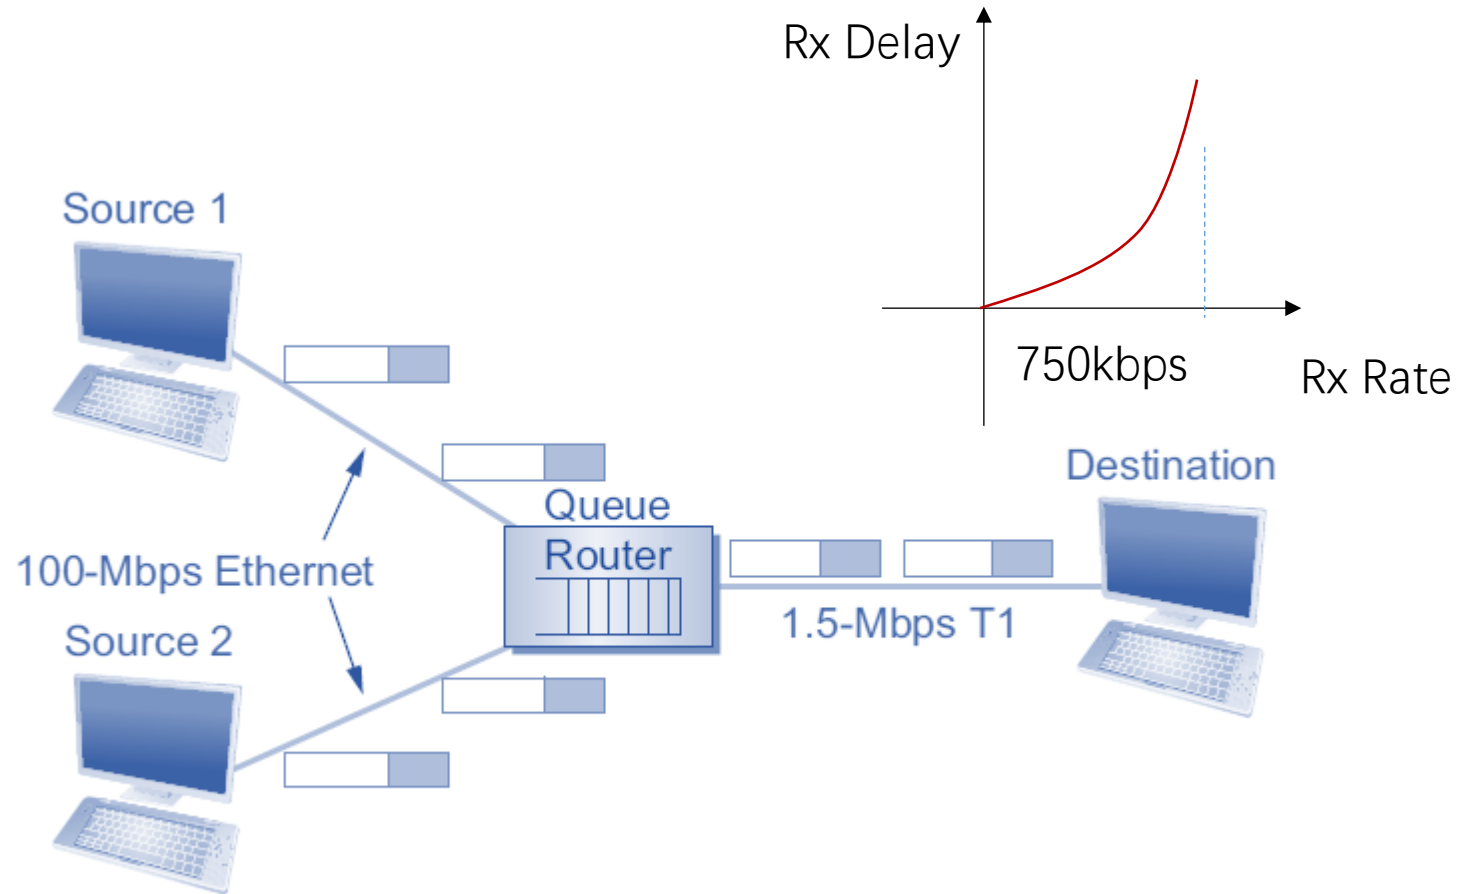 Rx Delay
Source 1
750kbps
Rx Rate
Destination
Queue
Router
100-Mbps Ethernet
1.5-Mbps T1
Source 2